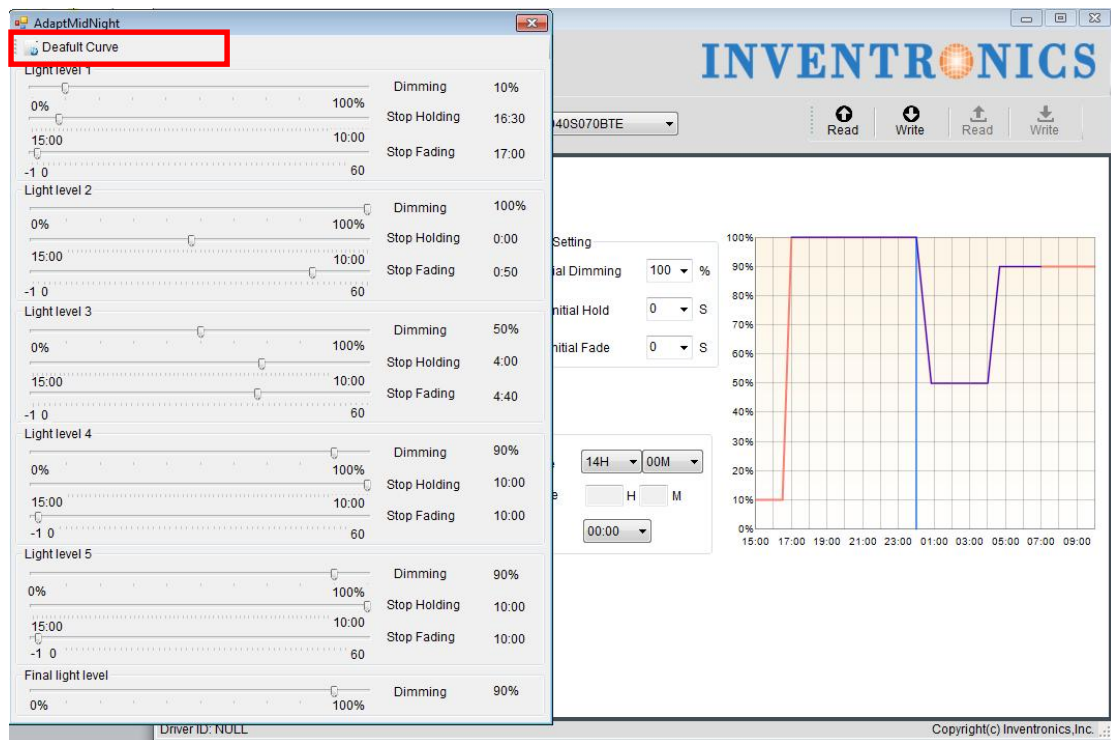 AdaptMidNight
Deafult Curve
INVENTRONICS
040S070BTE
Read Write Read Write
Light level 1
Dimming 10%
0% 100%
Stop Holding 16:30
15:00 10:00
Stop Fading 17:00
-1 0 60
Light level 2
Dimming 100%
0% 100%
Stop Holding 0:00
15:00 10:00
Stop Fading 0:50
-1 0 60
Light level 3
Dimming 50%
0% 100%
Stop Holding 4:00
15:00 10:00
Stop Fading 4:40
-1 0 60
Light level 4
Dimming 90%
0% 100%
Stop Holding 10:00
15:00 10:00
Stop Fading 10:00
-1 0 60
Light level 5
Dimming 90%
0% 100%
Stop Holding 10:00
15:00 10:00
Stop Fading 10:00
-1 0 60
Final light level
Dimming 90%
0% 100%
Setting
ial Dimming 100 %
nitial Hold 0 S
nitial Fade 0 S
e 14H 00M
e H M
00:00
100%
90%
80%
70%
60%
50%
40%
30%
20%
10%
0%
15:00 17:00 19:00 21:00 23:00 01:00 03:00 05:00 07:00 09:00
Driver ID: NULL
Copyright(c) Inventronics,Inc.